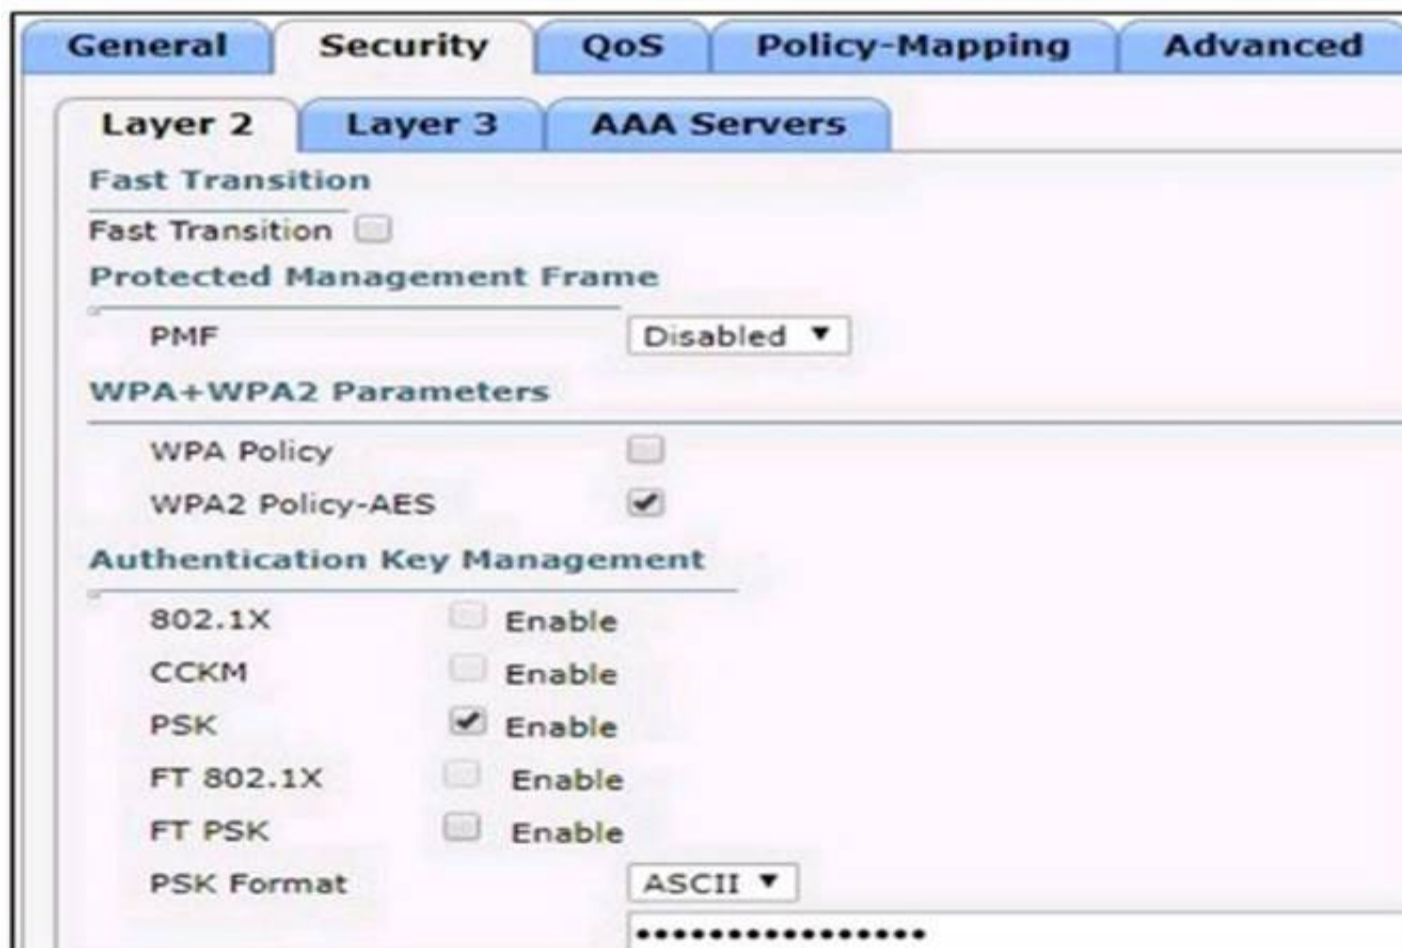 General Security QoS Policy-Mapping Advanced
Layer 2 Layer 3 AAA Servers
Fast Transition
Fast Transition
Protected Management Frame
PMF Disabled
WPA+WPA2 Parameters
WPA Policy
WPA2 Policy-AES
Authentication Key Management
802.1X Enable
CCKM Enable
PSK Enable
FT 802.1X Enable
FT PSK Enable
PSK Format ASCII
••••••••••••••••